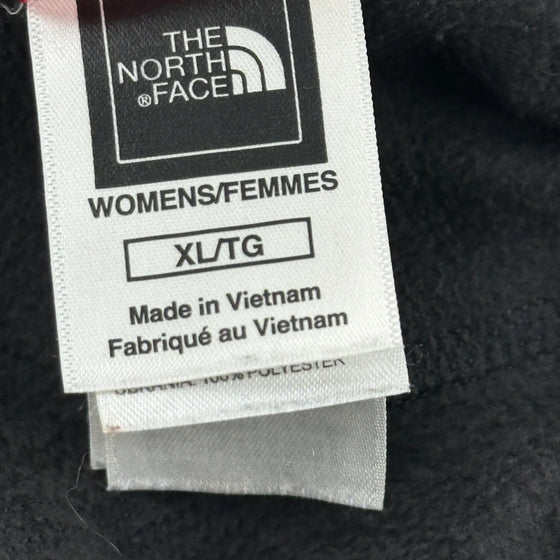 THE
NORTH
®FACE
WOMENS/FEMMES
XL/TG
Made in Vietnam
Fabriqué au Vietnam
100% POLYESTER